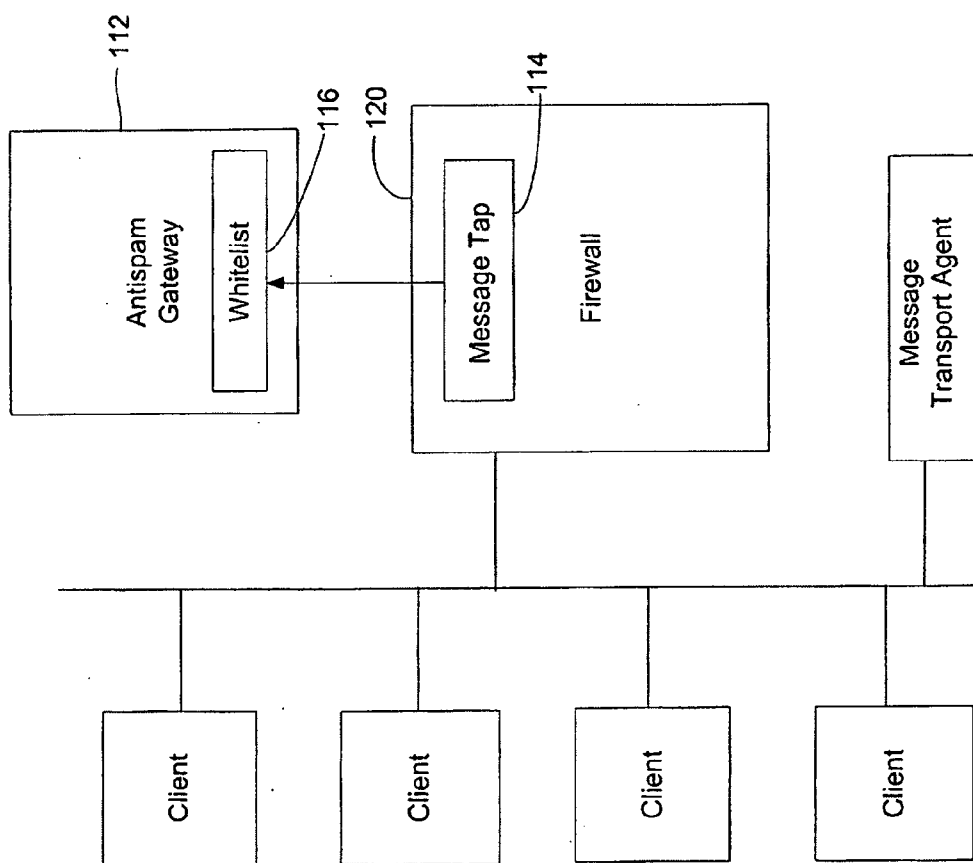 112
Antispam
Gateway
Whitelist
116
120
Message Tap
114
Firewall
Message
Transport Agent
Client
Client
Client
Client